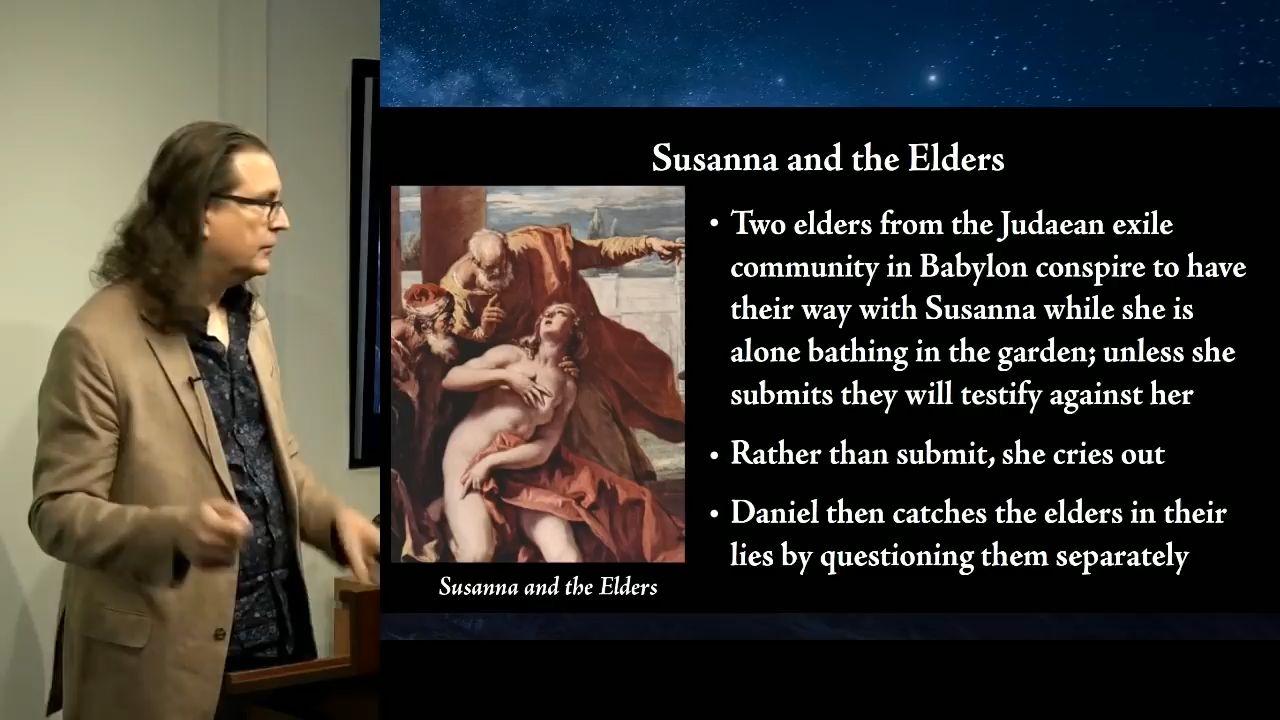 Susanna and the Elders
• Two elders from the Judaean exile
community in Babylon conspire to have
their way with Susanna while she is
alone bathing in the garden; unless she
submits they will testify against her
• Rather than submit, she cries out
• Daniel then catches the elders in their
lies by questioning them separately
Susanna and the Elders